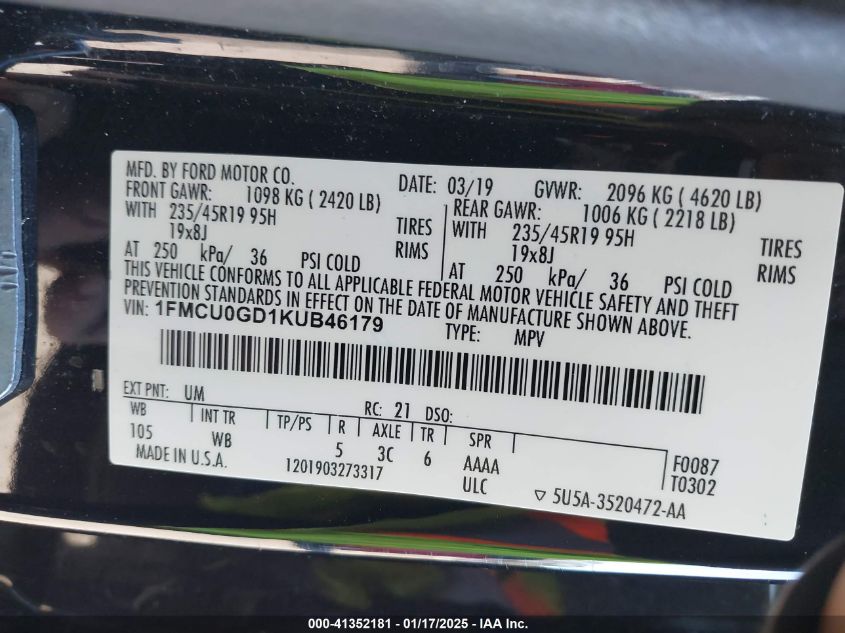 MFD. BY FORD MOTOR CO. DATE: 03/19 GVWR: 2096 KG ( 4620 LB)
FRONT GAWR: 1098 KG ( 2420 LB) REAR GAWR: 1006 KG ( 2218 LB)
WITH 235/45R19 95H TIRES WITH 235/45R19 95H TIRES
19x8J RIMS 19x8J RIMS
AT 250 kPa/ 36 PSI COLD AT 250 kPa/ 36 PSI COLD
THIS VEHICLE CONFORMS TO ALL APPLICABLE FEDERAL MOTOR VEHICLE SAFETY AND THEFT
PREVENTION STANDARDS IN EFFECT ON THE DATE OF MANUFACTURE SHOWN ABOVE.
VIN: 1FMCU0GD1KUB46179 TYPE: MPV
EXT PNT: UM RC: 21 DSO:
WB INT TR TP/PS R AXLE TR SPR
105 WB 5 3C 6 AAAA F0087
MADE IN U.S.A. 1201903273317 ULC T0302
5U5A-3520472-AA
000-41352181 - 01/17/2025 - IAA Inc.